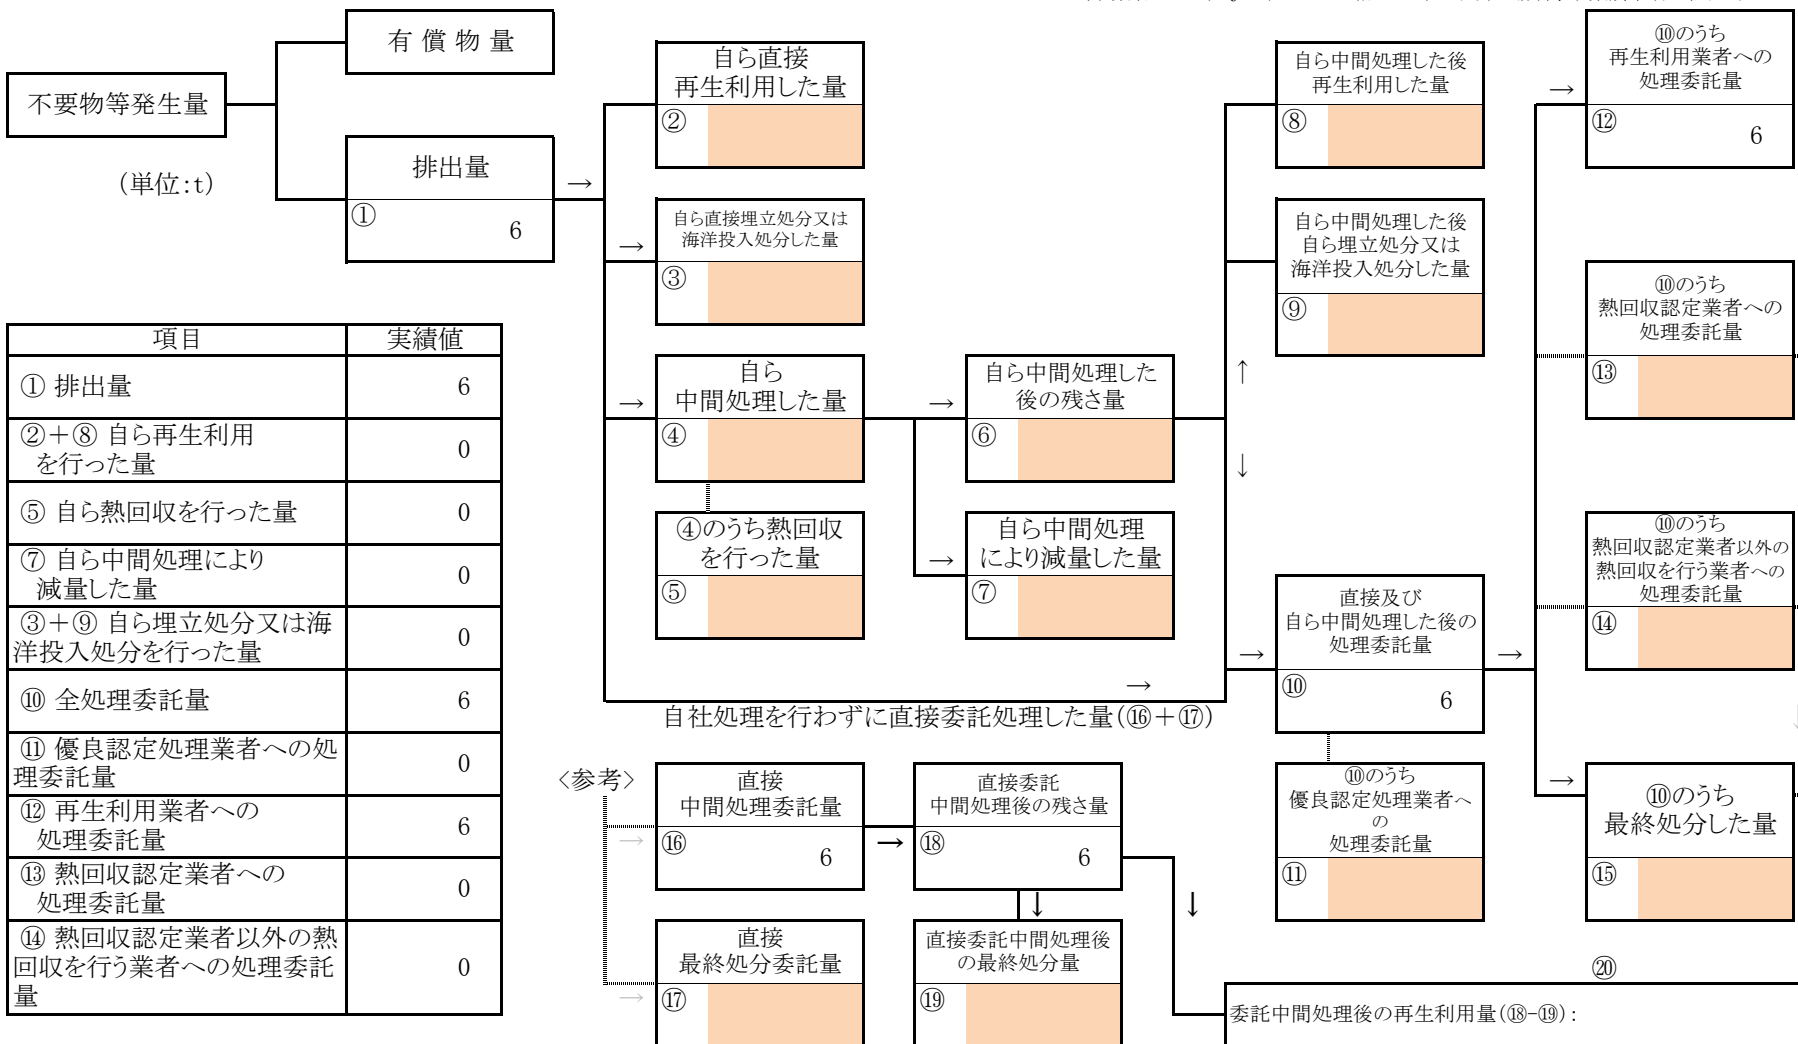 不要物等発生量
(単位:t)
有 償 物 量
排出量
①
6
→
自ら直接
再生利用した量
②
→
自ら直接埋立処分又は
海洋投入処分した量
③
→
自ら
中間処理した量
④
④のうち熱回収
を行った量
⑤
→
自ら中間処理した
後の残さ量
⑥
→
自ら中間処理
により減量した量
⑦
自ら中間処理した後
再生利用した量
⑧
自ら中間処理した後
自ら埋立処分又は
海洋投入処分した量
⑨
↑
↓
→
直接及び
自ら中間処理した後の
処理委託量
⑩
6
→
⑩のうち
優良認定処理業者へ
の
処理委託量
⑪
→
⑩のうち
再生利用業者への
処理委託量
⑫
6
⑩のうち
熱回収認定業者への
処理委託量
⑬
⑩のうち
熱回収認定業者以外の
熱回収を行う業者への
処理委託量
⑭
→
⑩のうち
最終処分した量
⑮
→
自社処理を行わずに直接委託処理した量(⑯+⑰)
<参考>
→
直接
中間処理委託量
⑯
6
→
直接委託
中間処理後の残さ量
⑱
6
↓
↓
→
直接
最終処分委託量
⑰
直接委託中間処理後
の最終処分量
⑲
⑳
委託中間処理後の再生利用量(⑱-⑲):
項目 実績値
① 排出量 6
②+⑧ 自ら再生利用
を行った量 0
⑤ 自ら熱回収を行った量 0
⑦ 自ら中間処理により
減量した量 0
③+⑨ 自ら埋立処分又は海
洋投入処分を行った量 0
⑩ 全処理委託量 6
⑪ 優良認定処理業者への処
理委託量 0
⑫ 再生利用業者への
処理委託量 6
⑬ 熱回収認定業者への
処理委託量 0
⑭ 熱回収認定業者以外の熱
回収を行う業者への処理委託
量 0